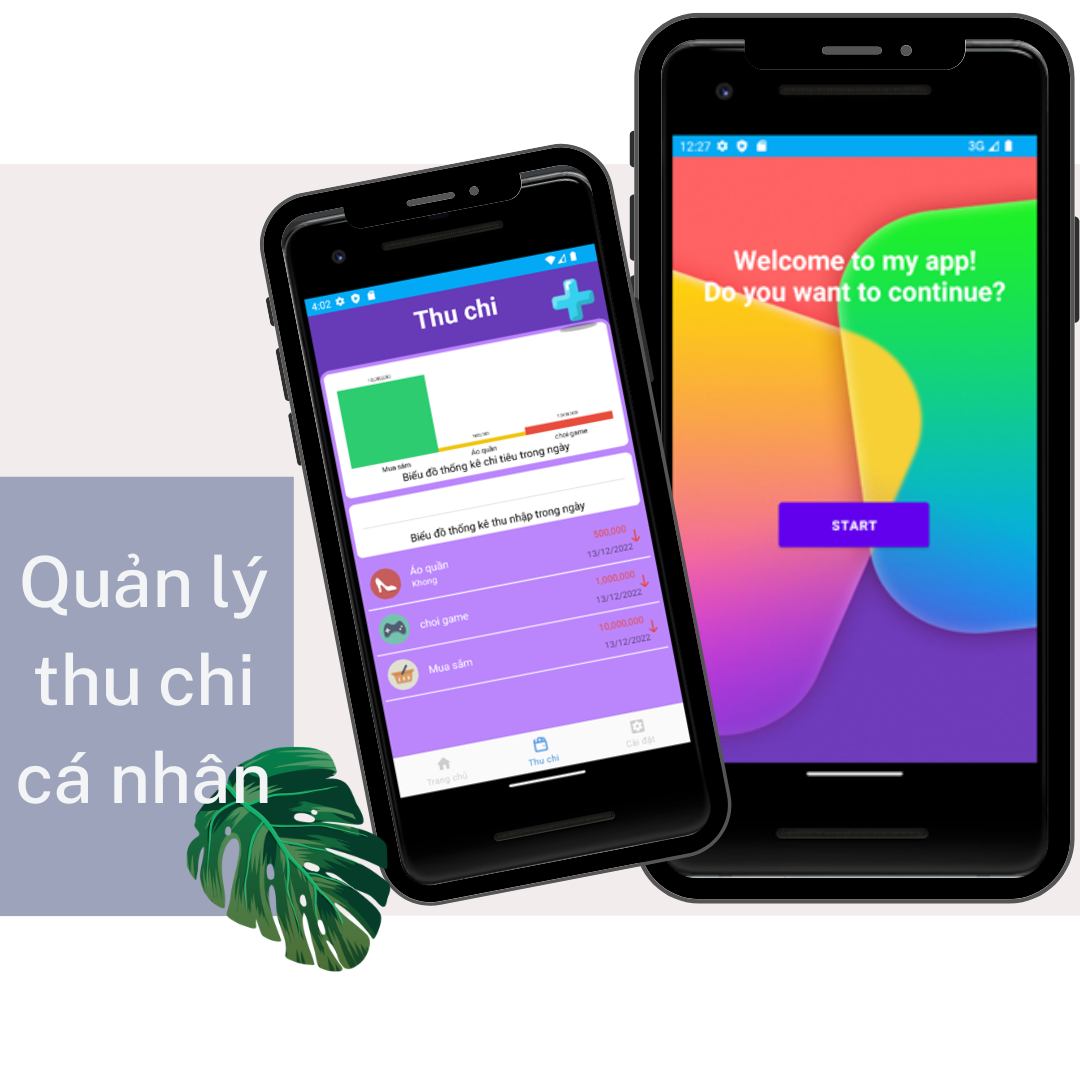 Quản lý
thu chi
cá nhân
4:02
Thu chi
Mua sắm
Áo quần
choi game
Biểu đồ thống kê chi tiêu trong ngày
Biểu đồ thống kê thu nhập trong ngày
Áo quần
Khong
500,000
13/12/2022
choi game
1,000,000
13/12/2022
Mua sắm
10,000,000
13/12/2022
Trang chủ
Thu chi
Cài đặt
12:27
3G
Welcome to my app!
Do you want to continue?
START